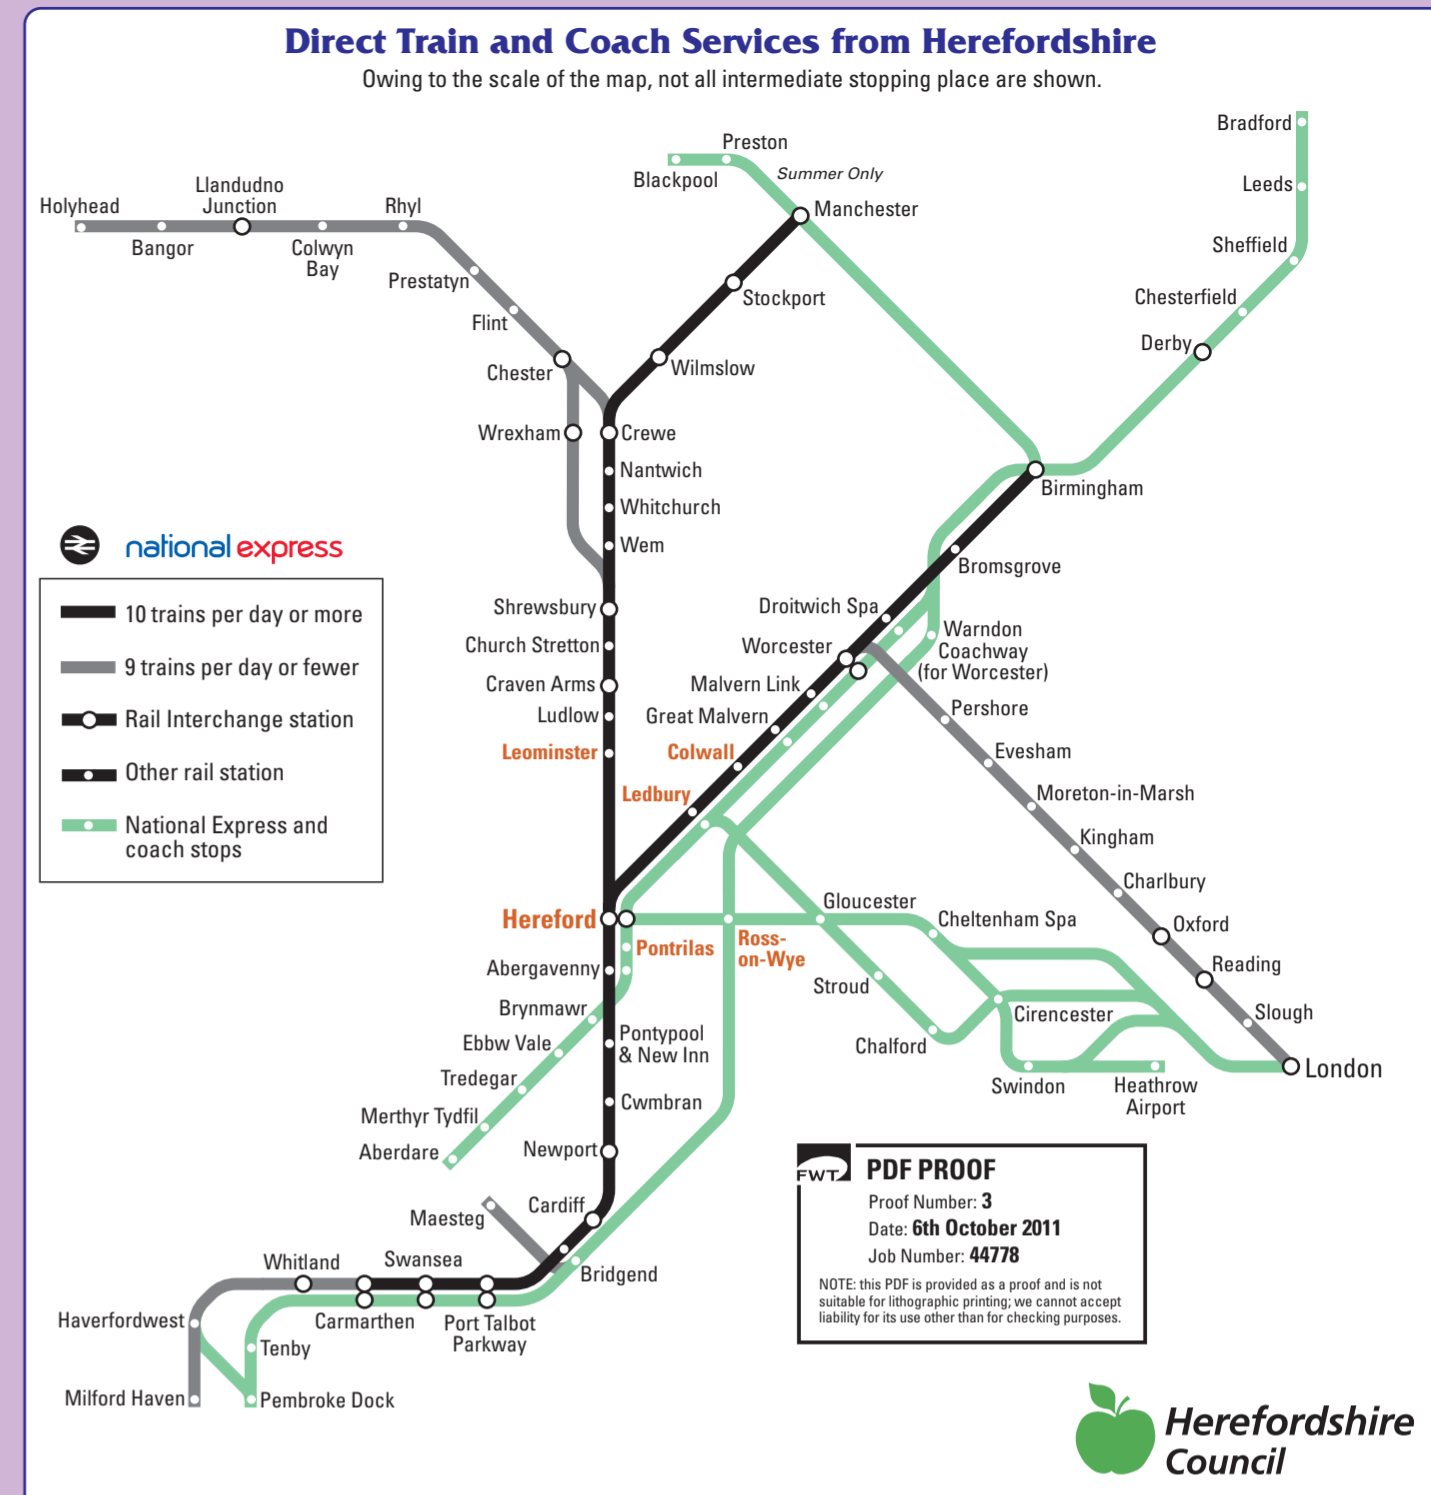 Direct Train and Coach Services from Herefordshire
Owing to the scale of the map, not all intermediate stopping place are shown.
Bradford
Leeds
Sheffield
Chesterfield
Derby
Preston
Blackpool
Summer Only
Manchester
Stockport
Wilmslow
Holyhead
Bangor
Llandudno
Junction
Colwyn
Bay
Rhyl
Prestatyn
Flint
Chester
Wrexham
Crewe
Nantwich
Whitchurch
Wem
Shrewsbury
Church Stretton
Craven Arms
Ludlow
Leominster
Birmingham
Bromsgrove
Droitwich Spa
Worcester
Warndon
Coachway
(for Worcester)
Malvern Link
Great Malvern
Colwall
Ledbury
Pershore
Evesham
Moreton-in-Marsh
Kingham
Charlbury
Oxford
Reading
Slough
London
national express
10 trains per day or more
9 trains per day or fewer
Rail Interchange station
Other rail station
National Express and
coach stops
Hereford
Pontrilas
Ross-
on-Wye
Gloucester
Cheltenham Spa
Stroud
Chalford
Cirencester
Swindon
Heathrow
Airport
Abergavenny
Brynmawr
Ebbw Vale
Tredegar
Merthyr Tydfil
Aberdare
Pontypool
& New Inn
Cwmbran
Newport
Cardiff
Maesteg
Bridgend
Whitland
Swansea
Carmarthen
Port Talbot
Parkway
Haverfordwest
Tenby
Milford Haven
Pembroke Dock
FWT
PDF PROOF
Proof Number: 3
Date: 6th October 2011
Job Number: 44778
NOTE: this PDF is provided as a proof and is not
suitable for lithographic printing; we cannot accept
liability for its use other than for checking purposes.
Herefordshire
Council